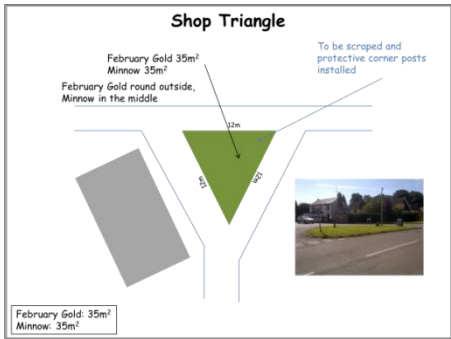 Shop Triangle
February Gold 35m²
Minnow 35m²
February Gold round outside,
Minnow in the middle
To be scraped and
protective corner posts
installed
12m
12m
12m
February Gold: 35m²
Minnow: 35m²